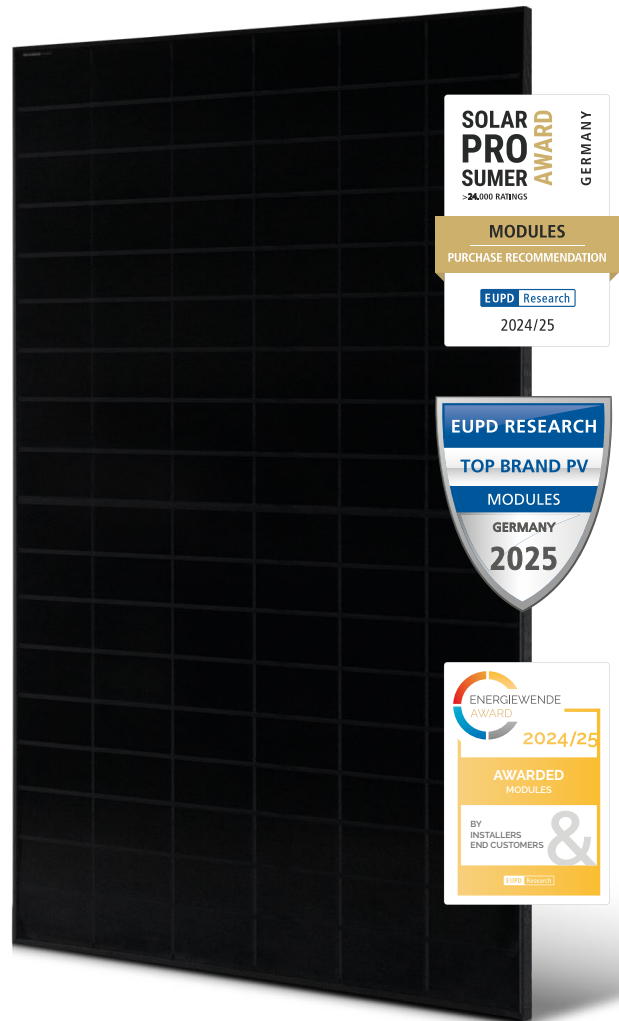 SOLAR
PRO
SUMER
AWARD
GERMANY
>24.000 RATINGS
MODULES
PURCHASE RECOMMENDATION
EUPD Research
2024/25
EUPD RESEARCH
TOP BRAND PV
MODULES
GERMANY
2025
ENERGIEWENDE
AWARD
2024/25
AWARDED
MODULES
BY
INSTALLERS
END CUSTOMERS
&
EUPD Research